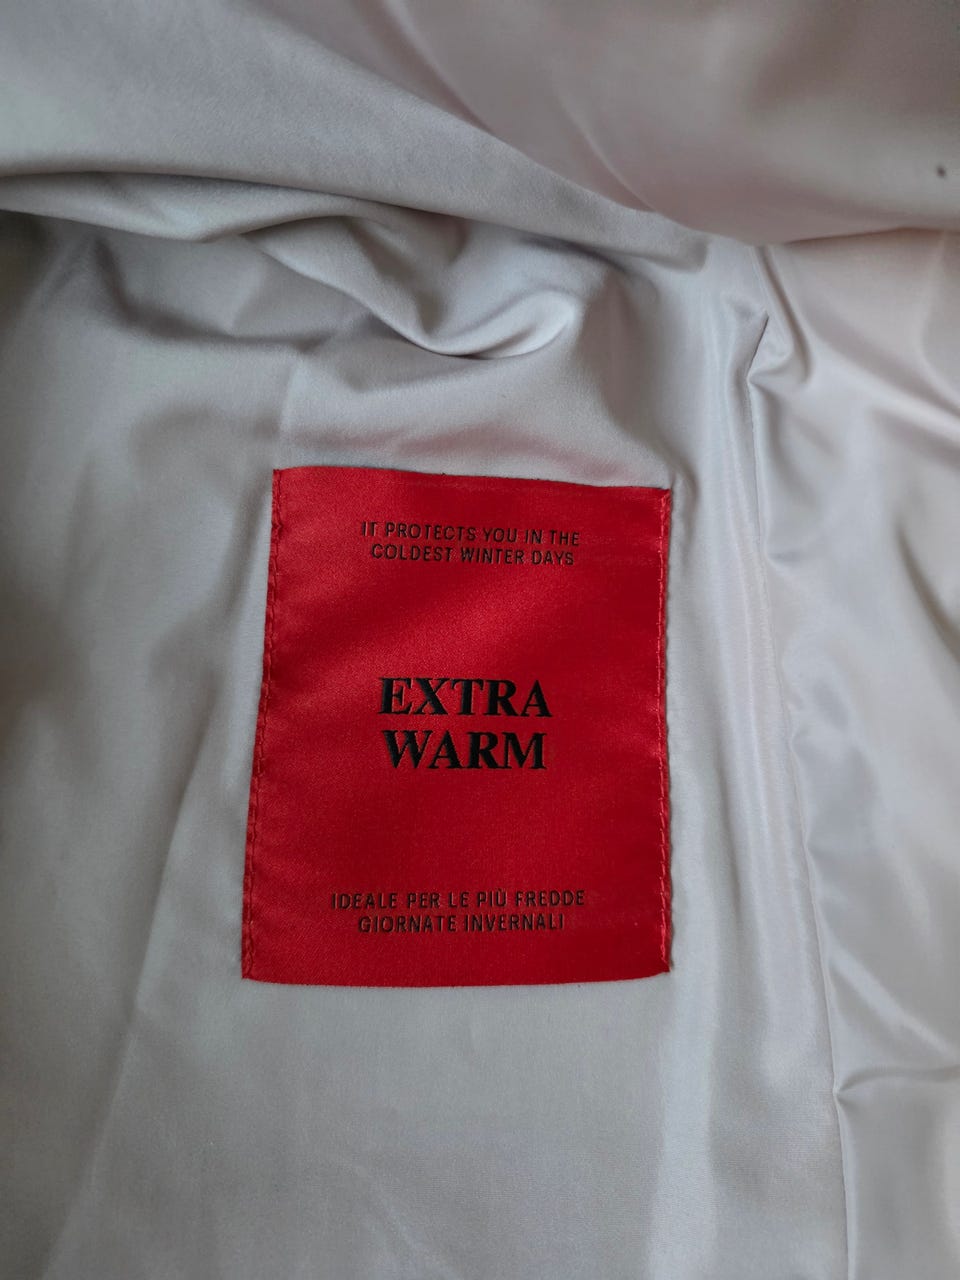 IT PROTECTS YOU IN THE
COLDEST WINTER DAYS
EXTRA
WARM
IDEALE PER LE PIÙ FREDDE
GIORNATE INVERNALI